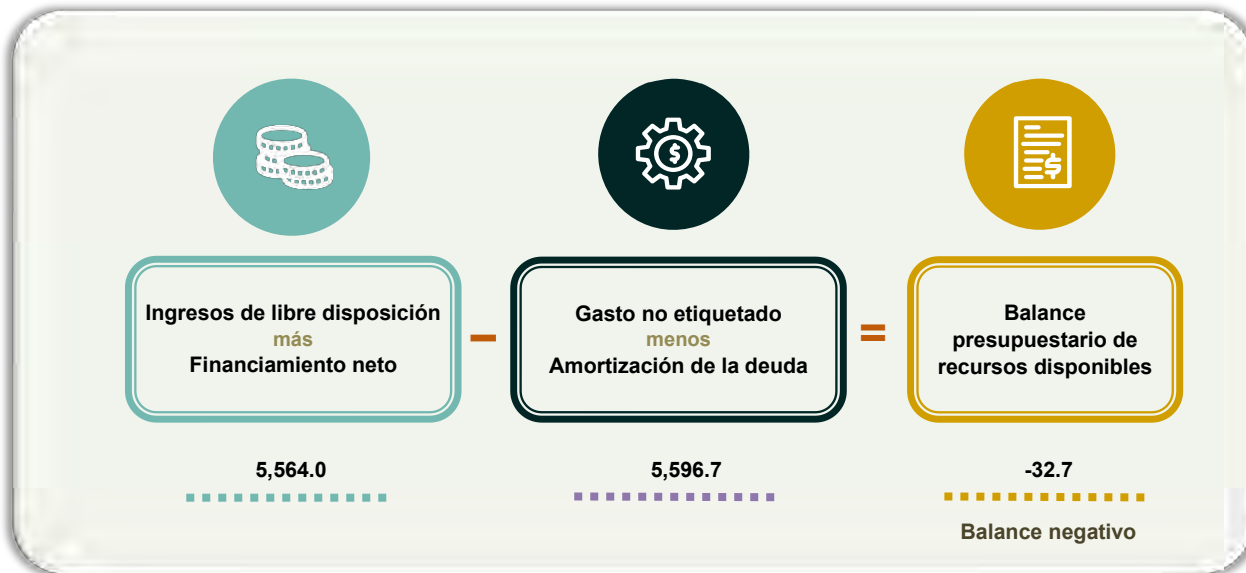 Ingresos de libre disposición
más
Financiamiento neto
–
Gasto no etiquetado
menos
Amortización de la deuda
=
Balance
presupuestario de
recursos disponibles
5,564.0
5,596.7
-32.7
Balance negativo